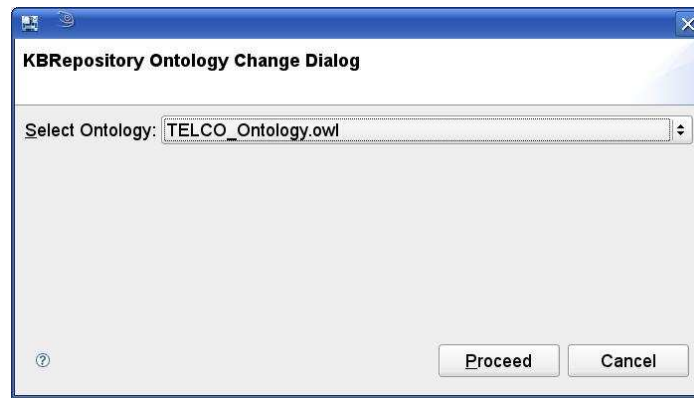 KBRepository Ontology Change Dialog
Select Ontology: TELCO_Ontology.owl
?
Proceed Cancel